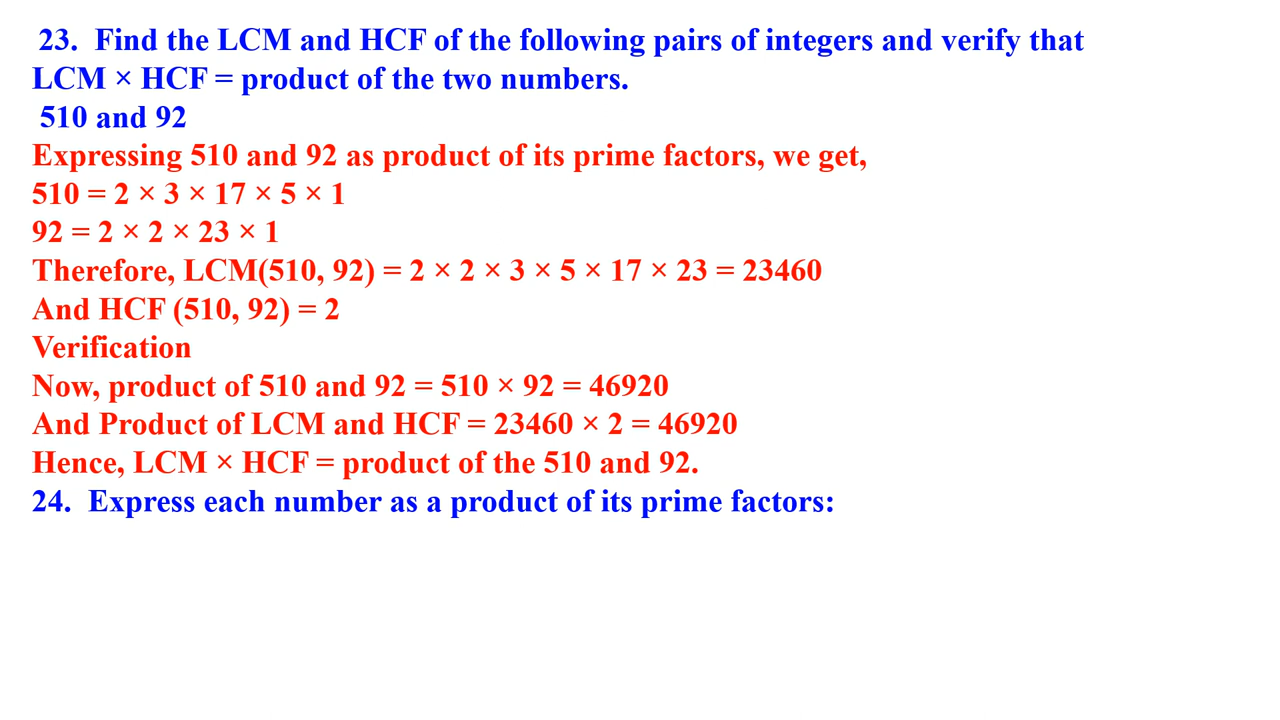 23.  Find the LCM and HCF of the following pairs of integers and verify that
LCM × HCF = product of the two numbers.
510 and 92
Expressing 510 and 92 as product of its prime factors, we get,
510 = 2 × 3 × 17 × 5 × 1
92 = 2 × 2 × 23 × 1
Therefore, LCM(510, 92) = 2 × 2 × 3 × 5 × 17 × 23 = 23460
And HCF (510, 92) = 2
Verification
Now, product of 510 and 92 = 510 × 92 = 46920
And Product of LCM and HCF = 23460 × 2 = 46920
Hence, LCM × HCF = product of the 510 and 92.
24.  Express each number as a product of its prime factors: